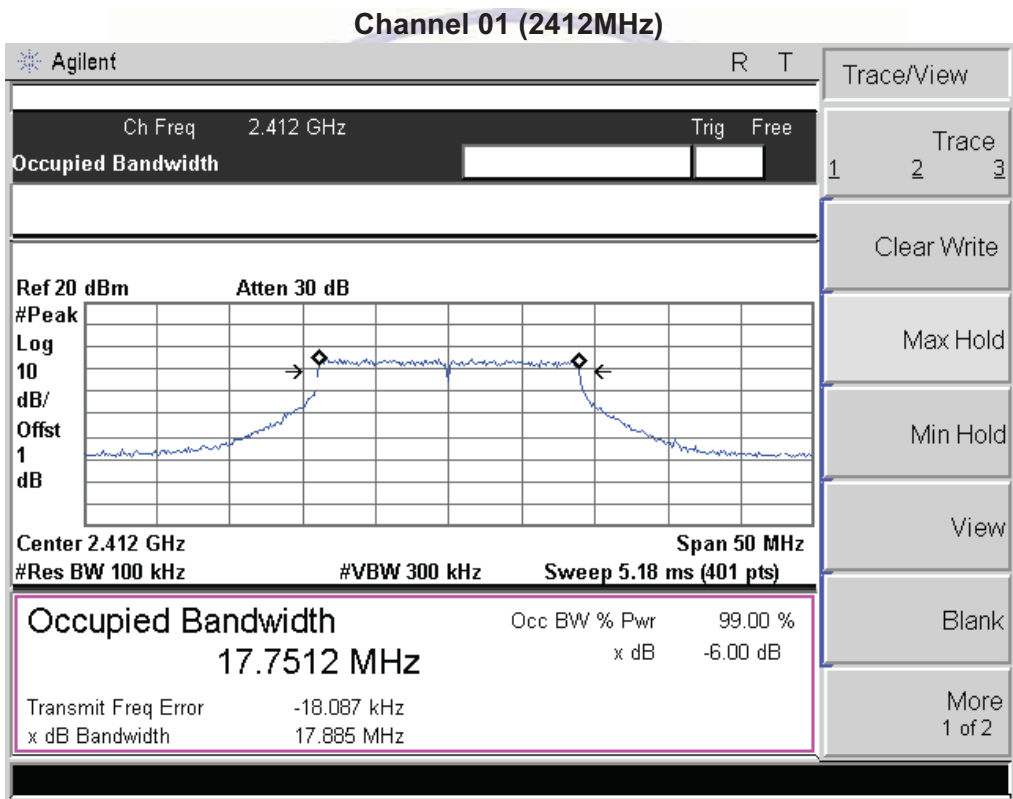 Channel 01 (2412MHz)
Agilent R T
Trace/View
Ch Freq 2.412 GHz Trig Free
Occupied Bandwidth
Trace
1 2 3
Clear Write
Ref 20 dBm Atten 30 dB
#Peak
Log
10
dB/
Offst
1
dB
Max Hold
Min Hold
View
Center 2.412 GHz Span 50 MHz
#Res BW 100 kHz #VBW 300 kHz Sweep 5.18 ms (401 pts)
Occupied Bandwidth Occ BW % Pwr 99.00 %
17.7512 MHz x dB -6.00 dB
Blank
Transmit Freq Error -18.087 kHz
x dB Bandwidth 17.885 MHz
More
1 of 2